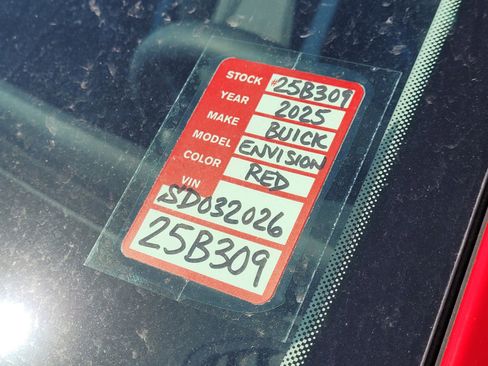 STOCK #25B309
YEAR 2025
MAKE BUICK
MODEL ENVISION
COLOR RED
VIN
SD032026
25B309